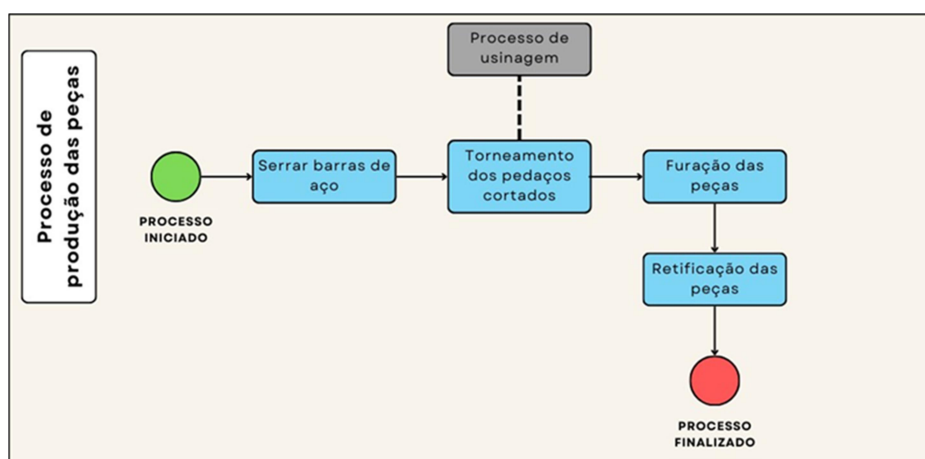 Processo de
produção das peças
Processo de
usinagem
PROCESSO
INICIADO
Serrar barras de
aço
Torneamento
dos pedaços
cortados
Furação das
peças
Retificação das
peças
PROCESSO
FINALIZADO